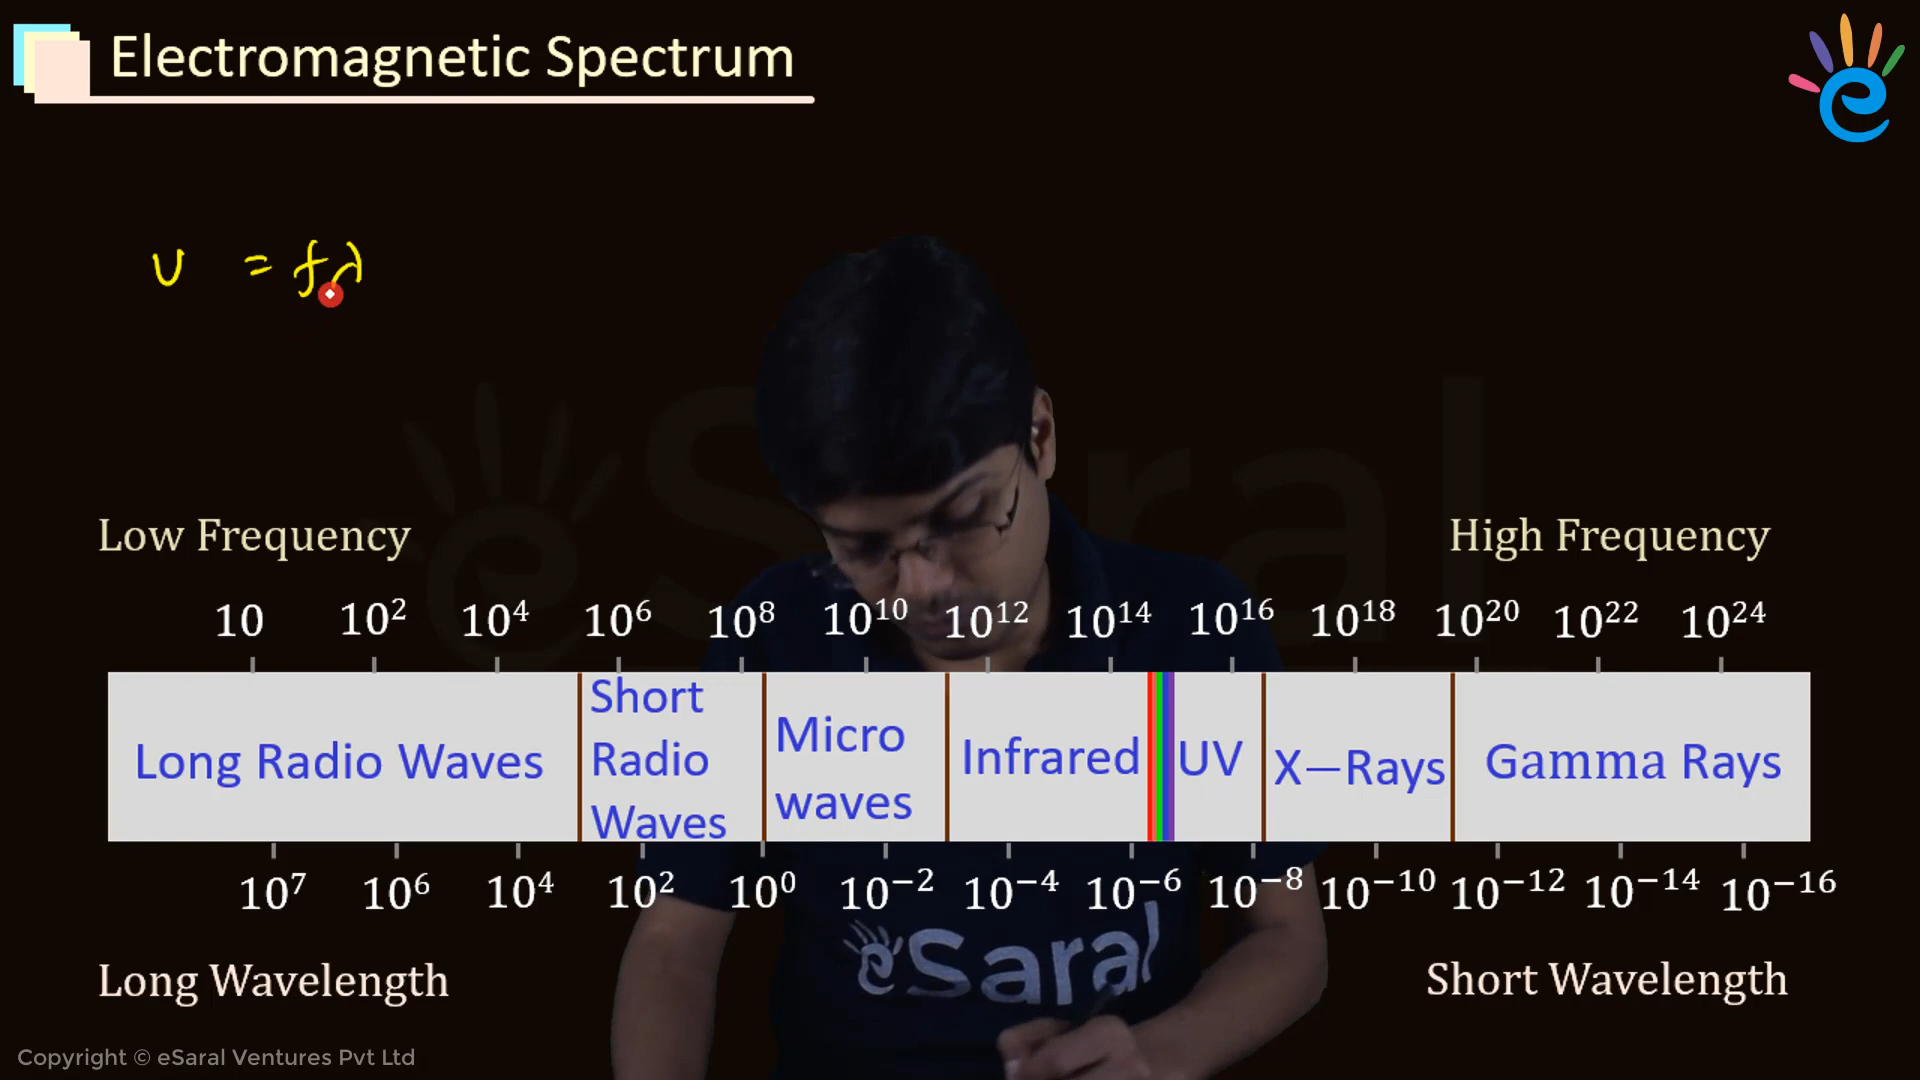 Electromagnetic Spectrum
υ = fλ
Low Frequency High Frequency
10 10² 10⁴ 10⁶ 10⁸ 10¹⁰ 10¹² 10¹⁴ 10¹⁶ 10¹⁸ 10²⁰ 10²² 10²⁴
Long Radio Waves
Short
Radio
Waves
Micro
waves
Infrared
UV
X—Rays
Gamma Rays
10⁷ 10⁶ 10⁴ 10² 10⁰ 10⁻² 10⁻⁴ 10⁻⁶ 10⁻⁸ 10⁻¹⁰ 10⁻¹² 10⁻¹⁴ 10⁻¹⁶
eSaral
Long Wavelength Short Wavelength
eSaral
Copyright © eSaral Ventures Pvt Ltd